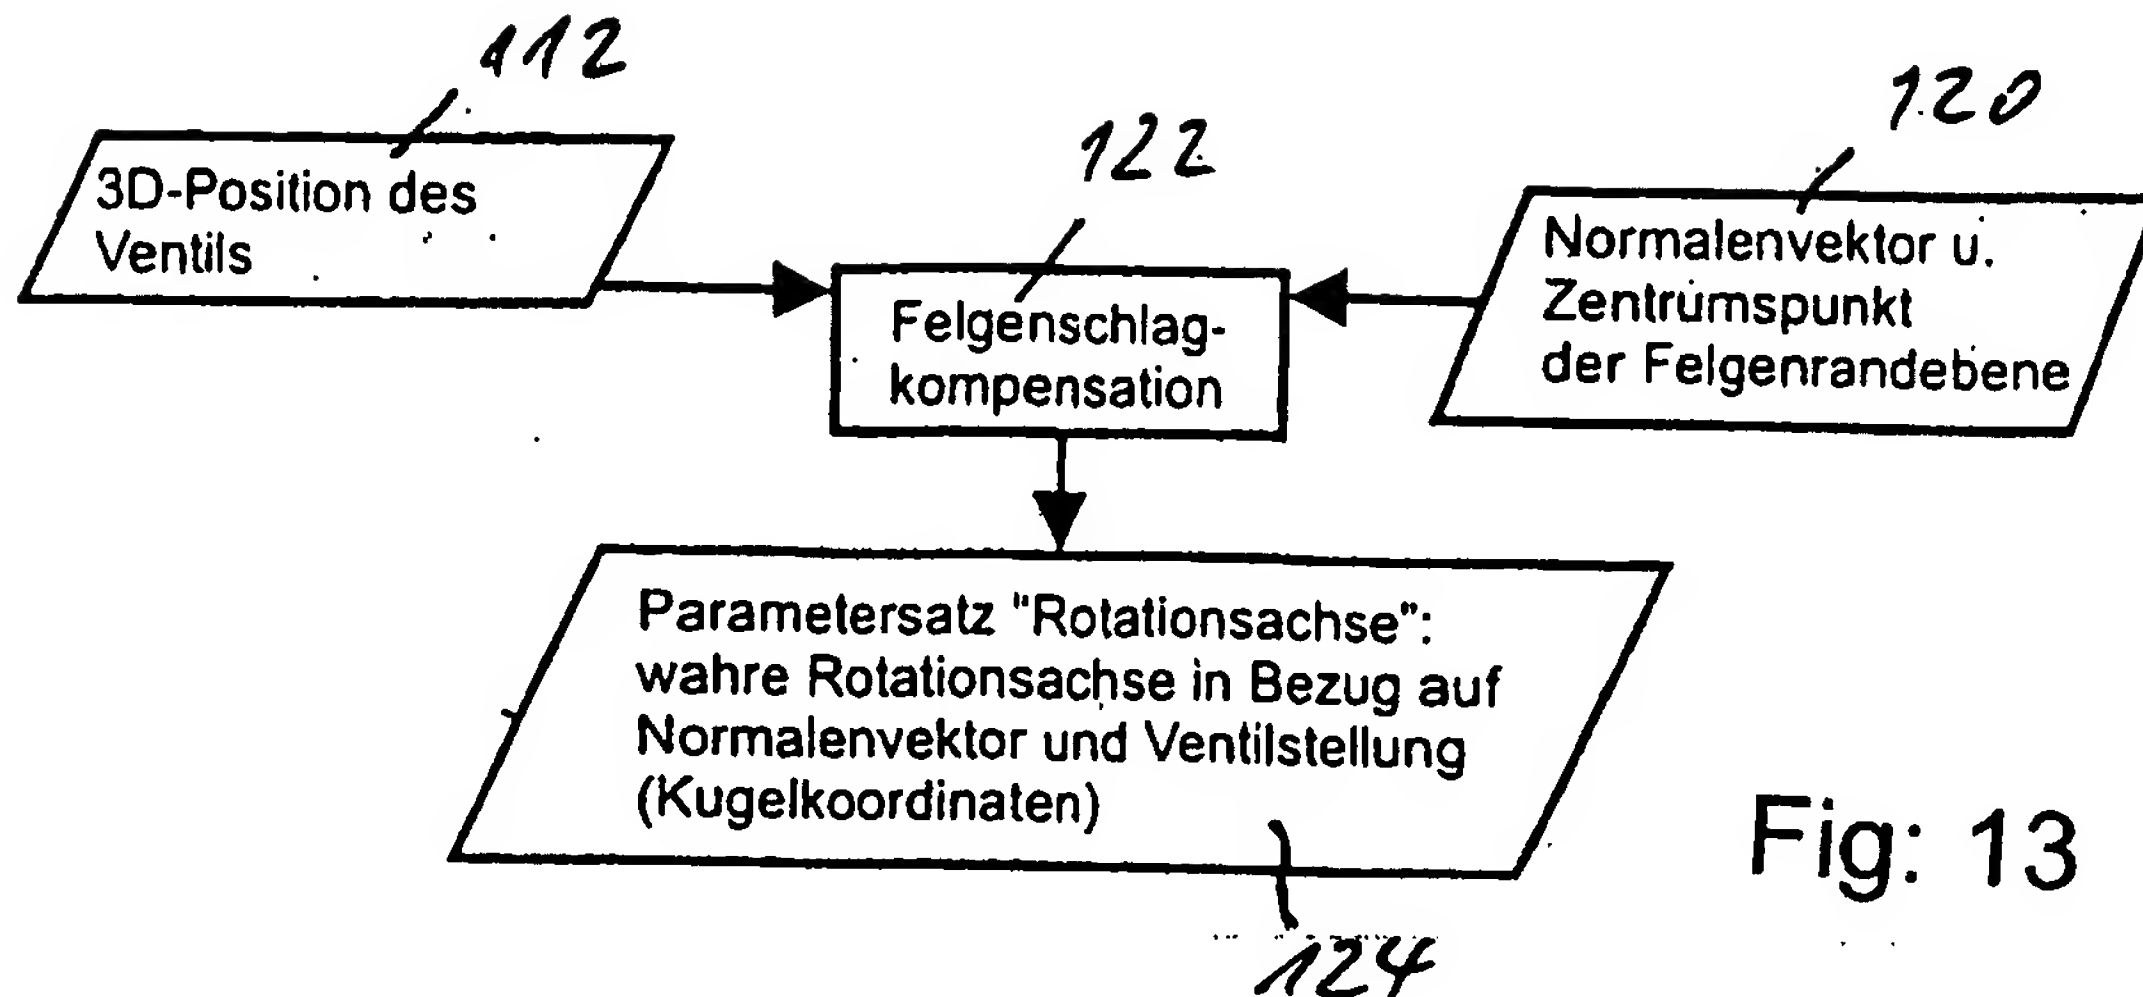 112
3D-Position des
Ventils
122
Felgenschlag-
kompensation
120
Normalenvektor u.
Zentrumspunkt
der Felgenrandebene
Parametersatz "Rotationsachse":
wahre Rotationsachse in Bezug auf
Normalenvektor und Ventilstellung
(Kugelkoordinaten)
124
Fig: 13